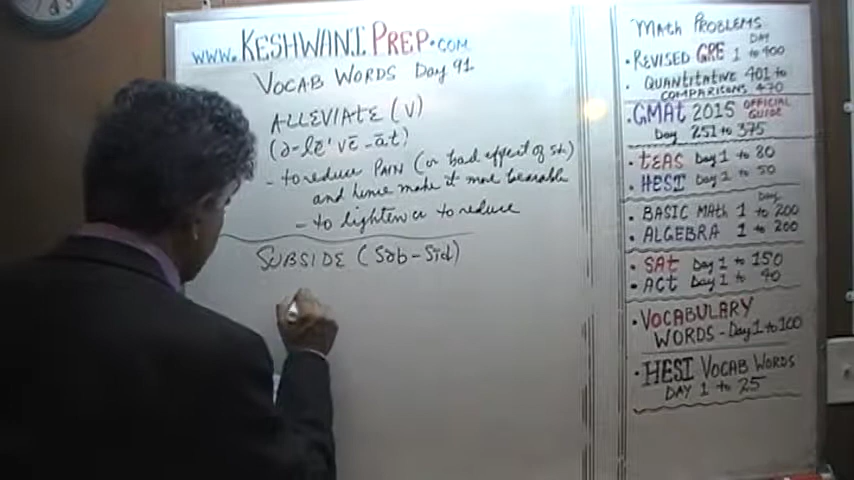 www.KESHWANIPREP.COM
VOCAB WORDS Day 91
ALLEVIATE (V)
(ə-lē'vē-āt)
- to reduce PAIN (or bad effect of st.)
and hence make it more bearable
- to lighten or to reduce
SUBSIDE (Səb-Sīd)
MATH PROBLEMS
DAY
• REVISED GRE 1 to 400
• QUANTITATIVE 401 to
COMPARISONS 470
• GMAt 2015 OFFICIAL GUIDE
Day 251 to 375
• tEAS Day 1 to 80
• HESI Day 1 to 50
Day
• BASIC MAth 1 to 200
• ALGEBRA 1 to 200
• SAt Day 1 to 150
• ACt Day 1 to 40
• VOCABULARY
WORDS - Day 1 to 100
• HESI VOCAB WORDS
DAY 1 to 25